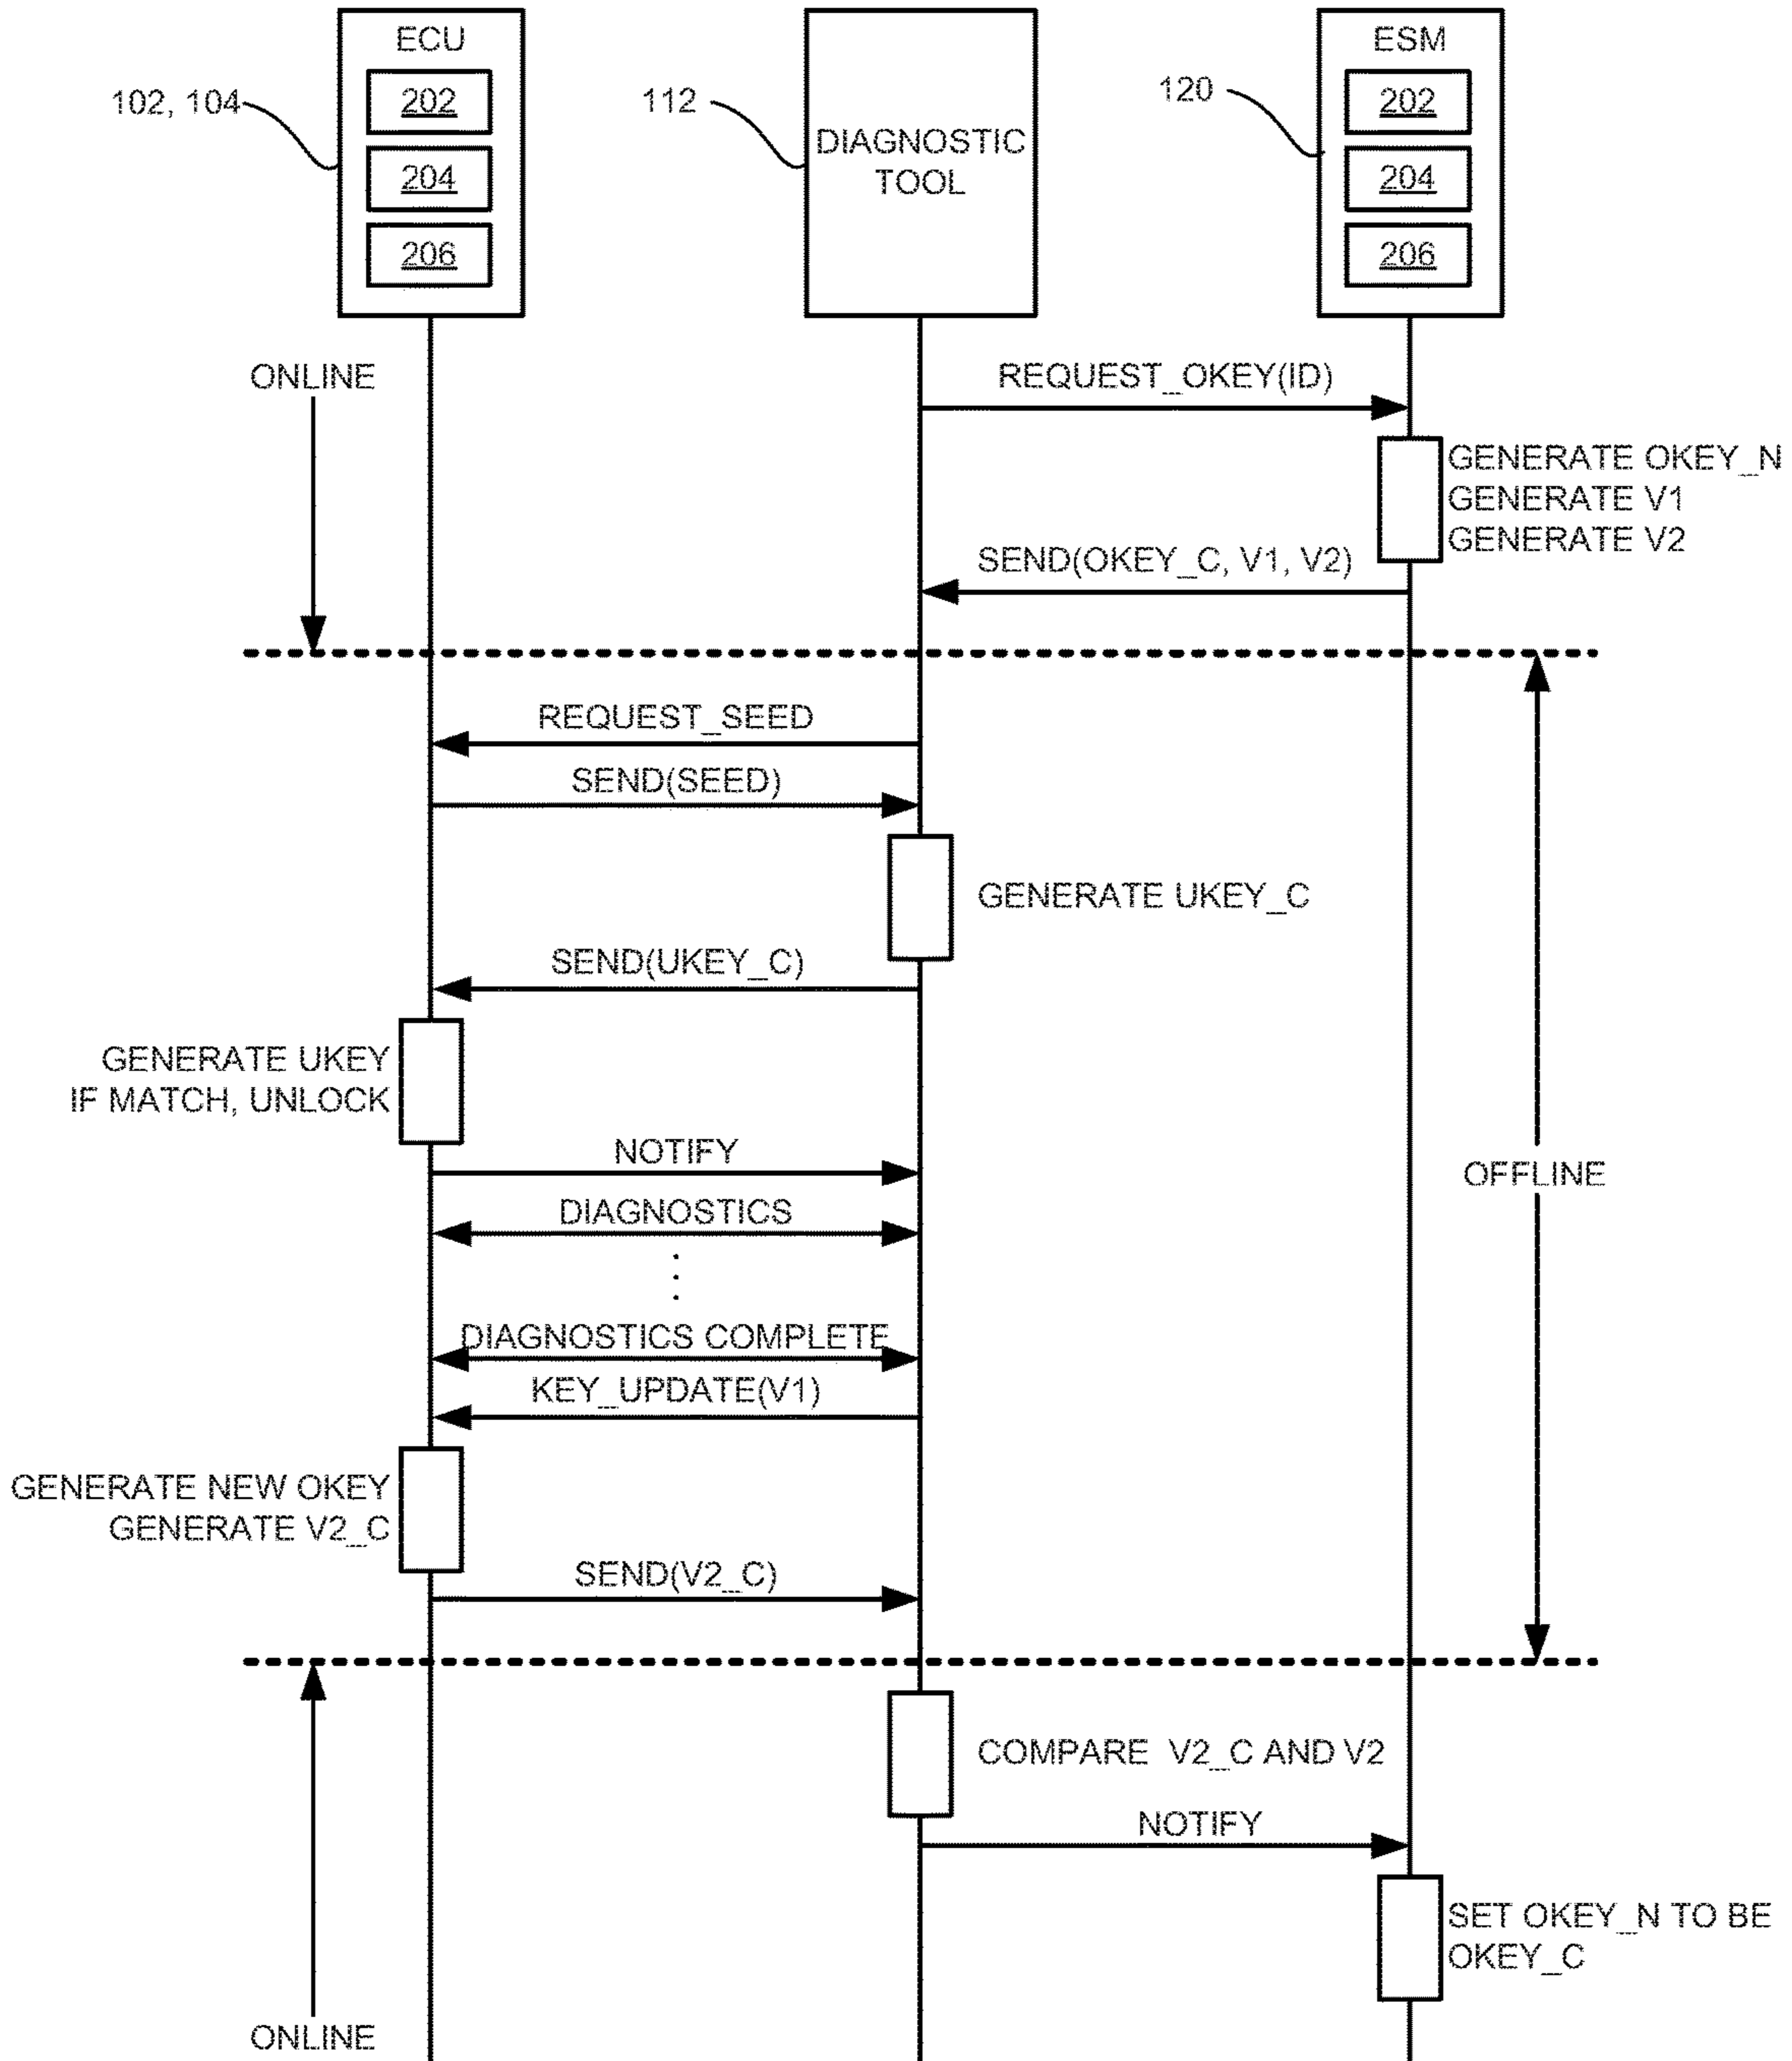 ECU
202
204
206
102, 104
112
DIAGNOSTIC
TOOL
ESM
202
204
206
120
ONLINE
REQUEST_OKEY(ID)
GENERATE OKEY_N
GENERATE V1
GENERATE V2
SEND(OKEY_C, V1, V2)
REQUEST_SEED
SEND(SEED)
GENERATE UKEY_C
SEND(UKEY_C)
GENERATE UKEY
IF MATCH, UNLOCK
NOTIFY
OFFLINE
DIAGNOSTICS
DIAGNOSTICS COMPLETE
KEY_UPDATE(V1)
GENERATE NEW OKEY
GENERATE V2_C
SEND(V2_C)
COMPARE V2_C AND V2
NOTIFY
SET OKEY_N TO BE
OKEY_C
ONLINE